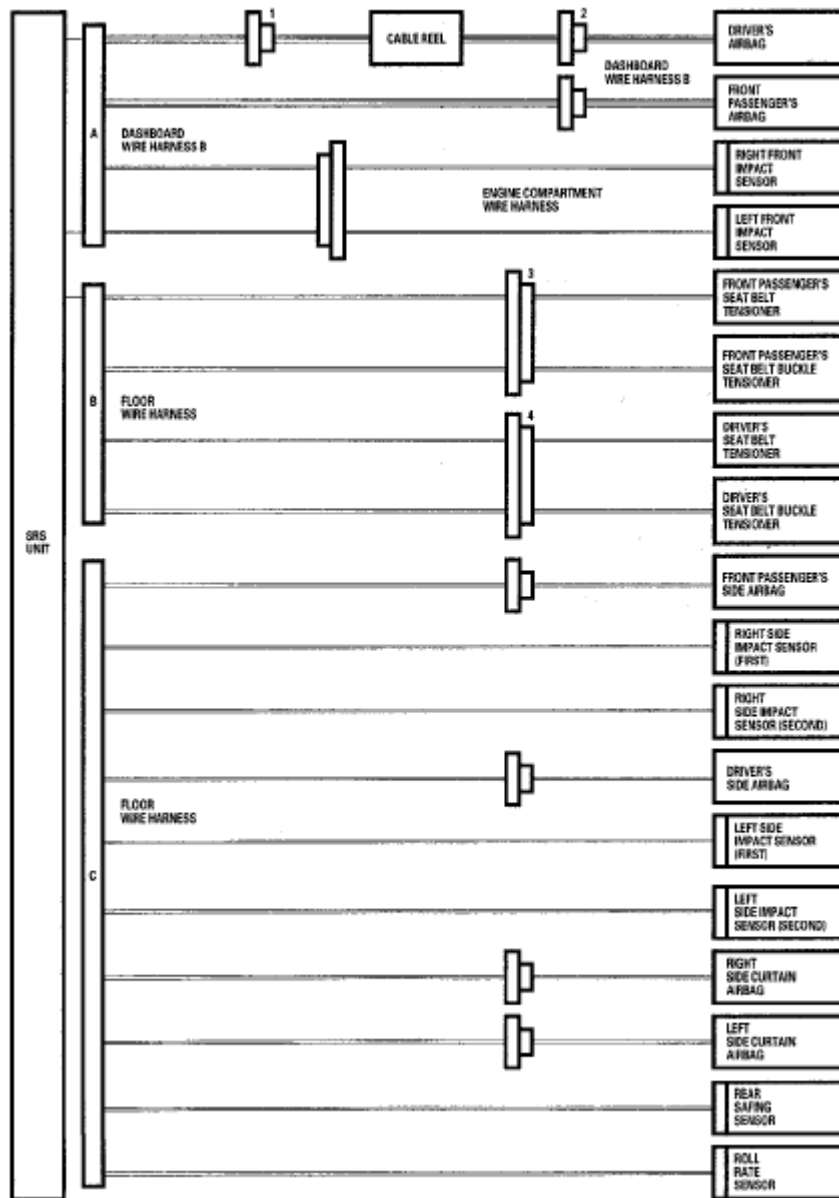 1
CABLE REEL
2
DRIVER'S
AIRBAG
DASHBOARD
WIRE HARNESS B
FRONT
PASSENGER'S
AIRBAG
A
DASHBOARD
WIRE HARNESS B
RIGHT FRONT
IMPACT
SENSOR
ENGINE COMPARTMENT
WIRE HARNESS
LEFT FRONT
IMPACT
SENSOR
3
FRONT PASSENGER'S
SEAT BELT
TENSIONER
FRONT PASSENGER'S
SEAT BELT BUCKLE
TENSIONER
B
FLOOR
WIRE HARNESS
4
DIRVER'S
SEAT BELT
TENSIONER
DIRVER'S
SEAT BELT BUCKLE
TENSIONER
SRS
UNIT
FRONT PASSENGER'S
SIDE AIRBAG
RIGHT SIDE
IMPACT SENSOR
(FIRST)
RIGHT
SIDE IMPACT
SENSOR (SECOND)
DRIVER'S
SIDE AIRBAG
FLOOR
WIRE HARNESS
LEFT SIDE
IMPACT SENSOR
(FIRST)
C
LEFT
SIDE IMPACT
SENSOR (SECOND)
RIGHT
SIDE CURTAIN
AIRBAG
LEFT
SIDE CURTAIN
AIRBAG
REAR
SAFING
SENSOR
ROLL
RATE
SENSOR